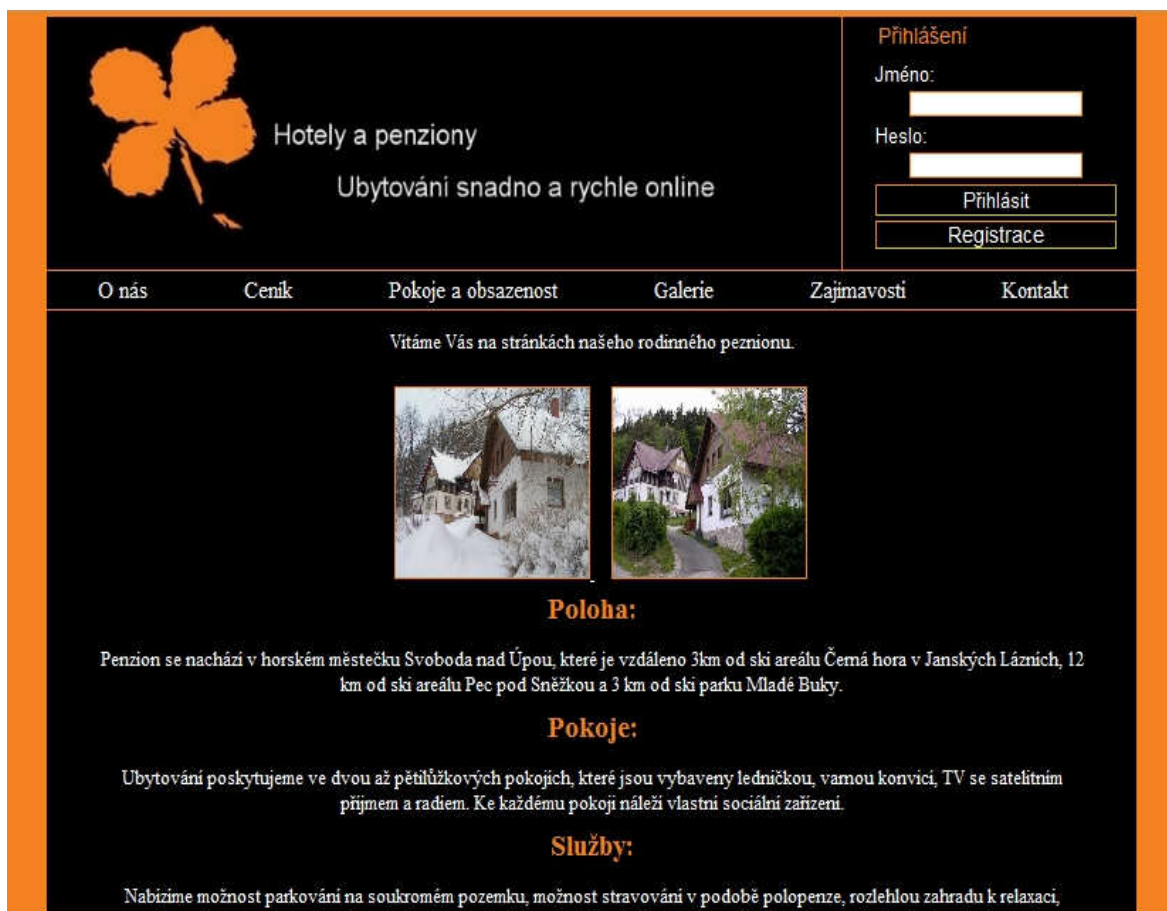 Přihlášení
Jméno:
Heslo:
Přihlásit
Registrace
Hotely a penziony
Ubytování snadno a rychle online
O nás Ceník Pokoje a obsazenost Galerie Zajimavosti Kontakt
Vítáme Vás na stránkách našeho rodinného peznionu.
Poloha:
Penzion se nachází v horském městečku Svoboda nad Úpou, které je vzdáleno 3km od ski areálu Černá hora v Janských Lázních, 12
km od ski areálu Pec pod Sněžkou a 3 km od ski parku Mladé Buky.
Pokoje:
Ubytování poskytujeme ve dvou až pětilůžkových pokojích, které jsou vybaveny ledničkou, varnou konvicí, TV se satelitním
příjmem a radiem. Ke každému pokoji náleží vlastní sociální zařízení.
Služby:
Nabízíme možnost parkování na soukromém pozemku, možnost stravování v podobě polopenze, rozlehlou zahradu k relaxaci,